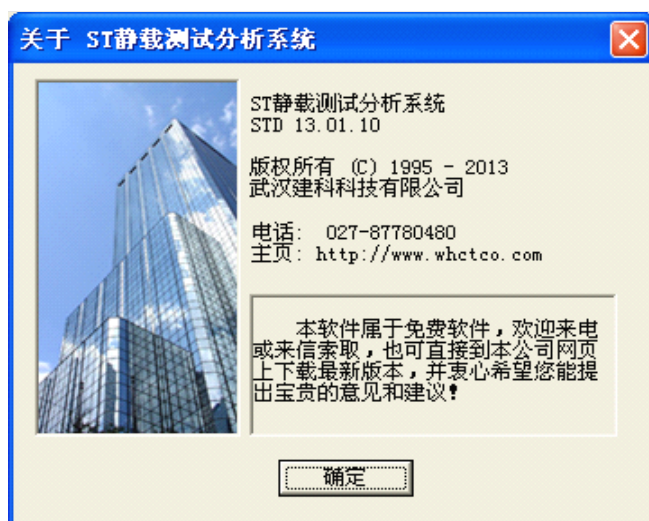 关于 ST静载测试分析系统
ST静载测试分析系统
STD 13.01.10
版权所有 (C) 1995 - 2013
武汉建科科技有限公司
电话: 027-87780480
主页: http://www.whctco.com
本软件属于免费软件，欢迎来电
或来信索取，也可直接到本公司网页
上下载最新版本，并衷心希望您能提
出宝贵的意见和建议！
确定